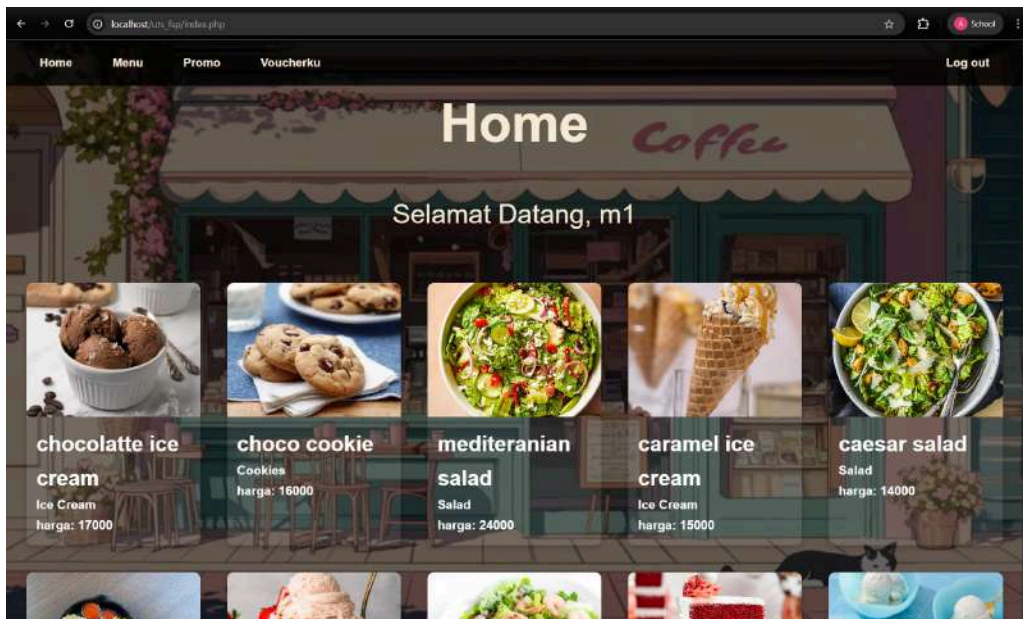 localhost/uts_fsp/index.php
School
Home Menu Promo Voucherku Log out
Home
Coffee
Selamat Datang, m1
chocolatte ice
cream
Ice Cream
harga: 17000
choco cookie
Cookies
harga: 16000
mediteranian
salad
Salad
harga: 24000
caramel ice
cream
Ice Cream
harga: 15000
caesar salad
Salad
harga: 14000